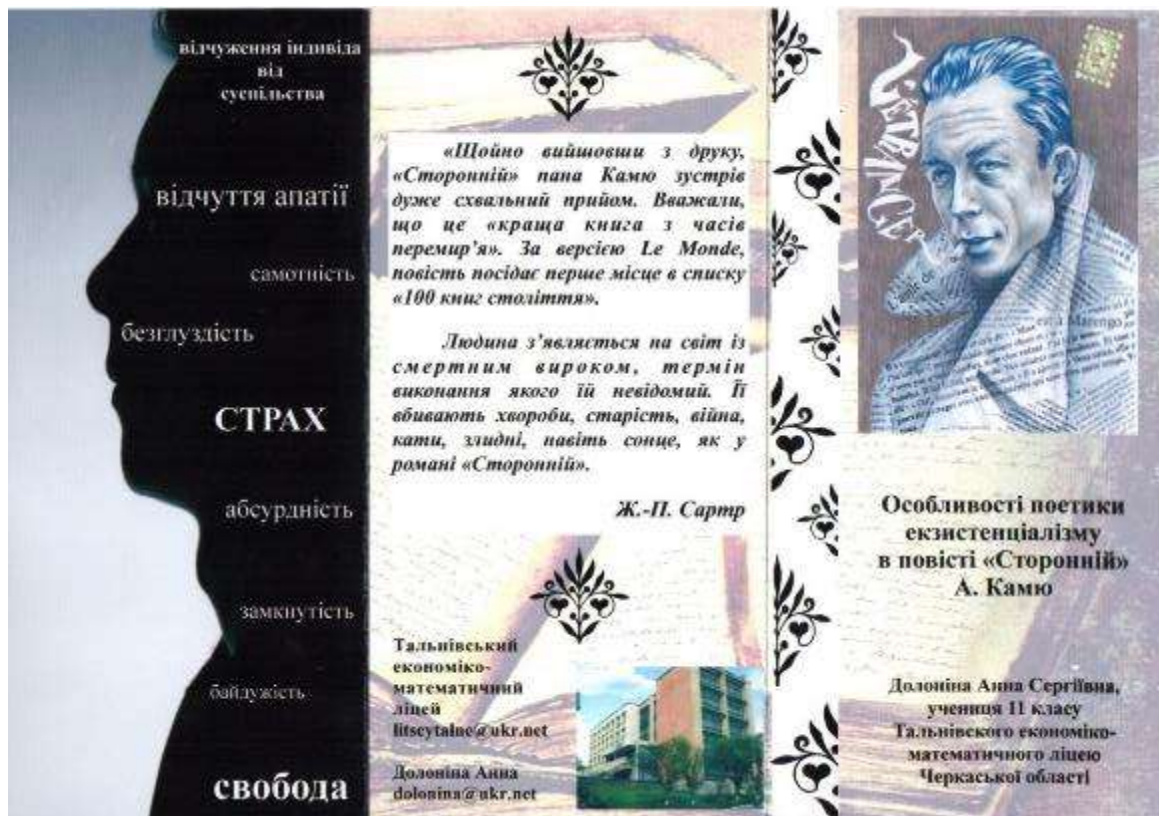 відчуження індивіда
від
суспільства
відчуття апатії
самотність
безглуздість
СТРАХ
абсурдність
замкнутість
байдужість
свобода
«Щойно вийшовши з друку,
«Сторонній» пана Камю зустрів
дуже схвальний прийом. Вважали,
що це «краща книга з часів
перемир’я». За версією Le Monde,
повість посідає перше місце в списку
«100 книг століття».
Людина з’являється на світ із
смертним вироком, термін
виконання якого їй невідомий. Її
вбивають хвороби, старість, війна,
кати, злидні, навіть сонце, як у
романі «Сторонній».
Ж.-П. Сартр
Тальнівський
економіко-
математичний
ліцей
litscytalne@ukr.net
Долоніна Анна
dolonina@ukr.net
L'ETRANGER
Marengo
Особливості поетики
екзистенціалізму
в повісті «Сторонній»
А. Камю
Долоніна Анна Сергіївна,
учениця 11 класу
Тальнівского економіко-
математичного ліцею
Черкаської області